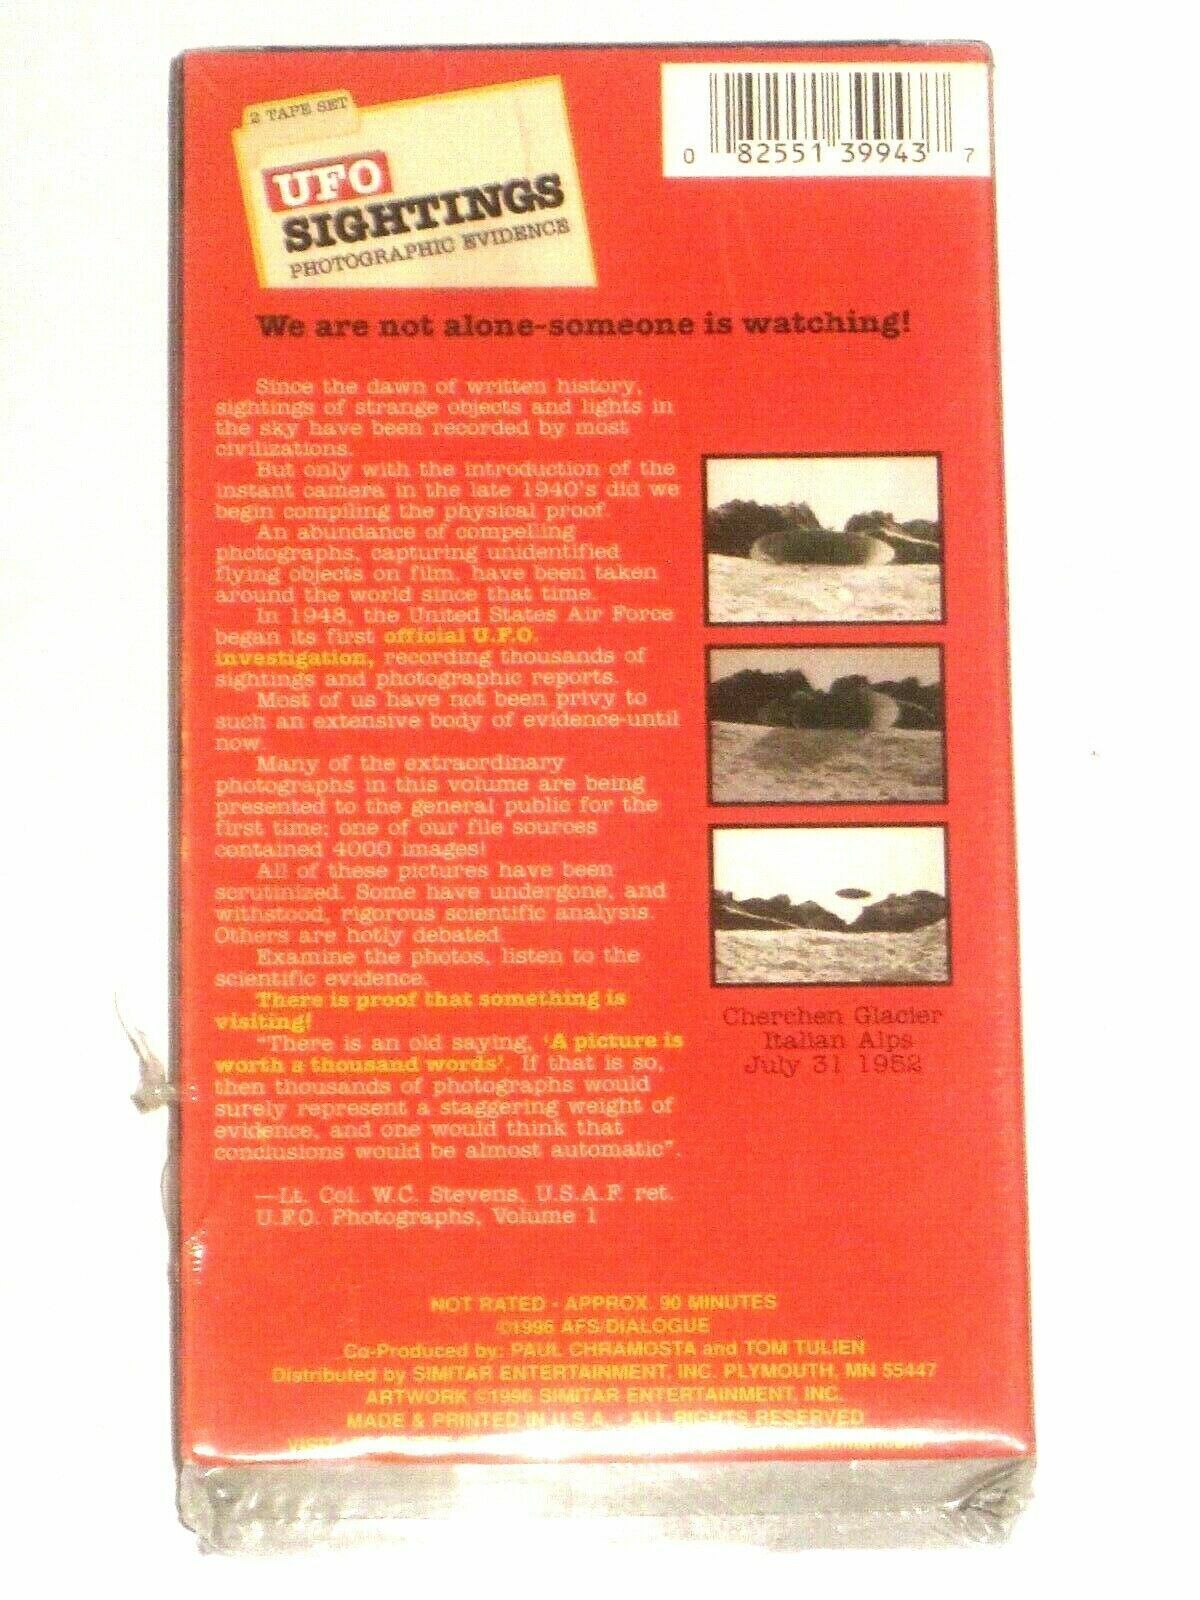 2 TAPE SET
UFO
SIGHTINGS
PHOTOGRAPHIC EVIDENCE
0 82551 39943 7
We are not alone-someone is watching!
Since the dawn of written history,
sightings of strange objects and lights in
the sky have been recorded by most
civilizations.
But only with the introduction of the
instant camera in the late 1940's did we
begin compiling the physical proof.
An abundance of compelling
photographs, capturing unidentified
flying objects on film, have been taken
around the world since that time.
In 1948, the United States Air Force
began its first official U.F.O.
investigation, recording thousands of
sightings and photographic reports.
Most of us have not been privy to
such an extensive body of evidence-until
now.
Many of the extraordinary
photographs in this volume are being
presented to the general public for the
first time; one of our file sources
contained 4000 images!
All of these pictures have been
scrutinized. Some have undergone, and
withstood, rigorous scientific analysis.
Others are hotly debated.
Examine the photos, listen to the
scientific evidence.
There is proof that something is
visiting!
"There is an old saying, 'A picture is
worth a thousand words'. If that is so,
then thousands of photographs would
surely represent a staggering weight of
evidence, and one would think that
conclusions would be almost automatic".
—Lt. Col. W.C. Stevens, U.S.A.F. ret.
U.F.O. Photographs, Volume 1
Cherchen Glacier
Italian Alps
July 31 1952
NOT RATED - APPROX. 90 MINUTES
©1996 AFS/DIALOGUE
Co-Produced by: PAUL CHRAMOSTA and TOM TULIEN
Distributed by SIMITAR ENTERTAINMENT, INC. PLYMOUTH, MN 55447
ARTWORK ©1996 SIMITAR ENTERTAINMENT, INC.
MADE & PRINTED IN U.S.A. - ALL RIGHTS RESERVED